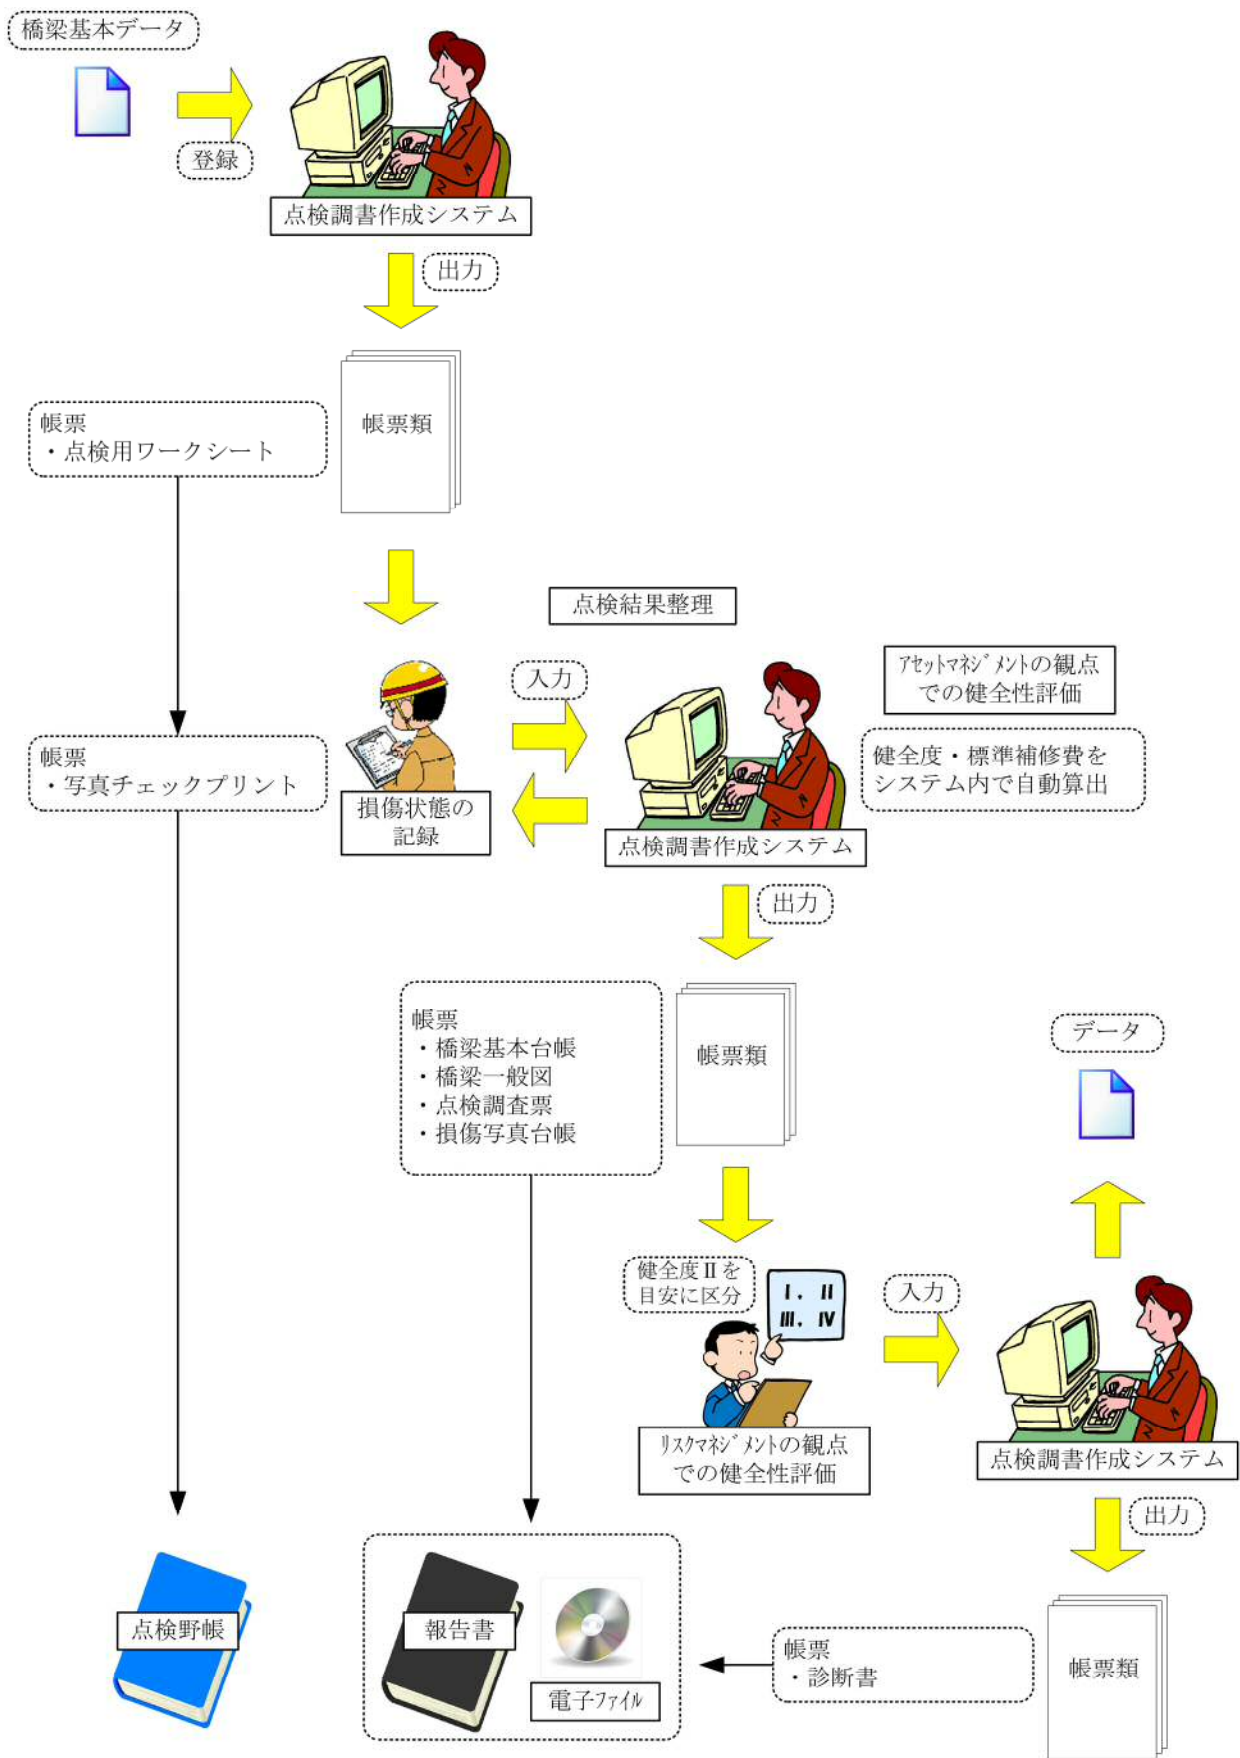 橋梁基本データ
登録
点検調書作成システム
出力
帳票類
帳票
・点検用ワークシート
点検結果整理
入力
アセットマネジメントの観点
での健全性評価
健全度・標準補修費を
システム内で自動算出
帳票
・写真チェックプリント
損傷状態の
記録
点検調書作成システム
出力
帳票
・橋梁基本台帳
・橋梁一般図
・点検調査票
・損傷写真台帳
帳票類
データ
健全度Ⅱを
目安に区分
I. II
III. IV
入力
リスクマネジメントの観点
での健全性評価
点検調書作成システム
出力
点検野帳
報告書
電子ファイル
帳票
・診断書
帳票類